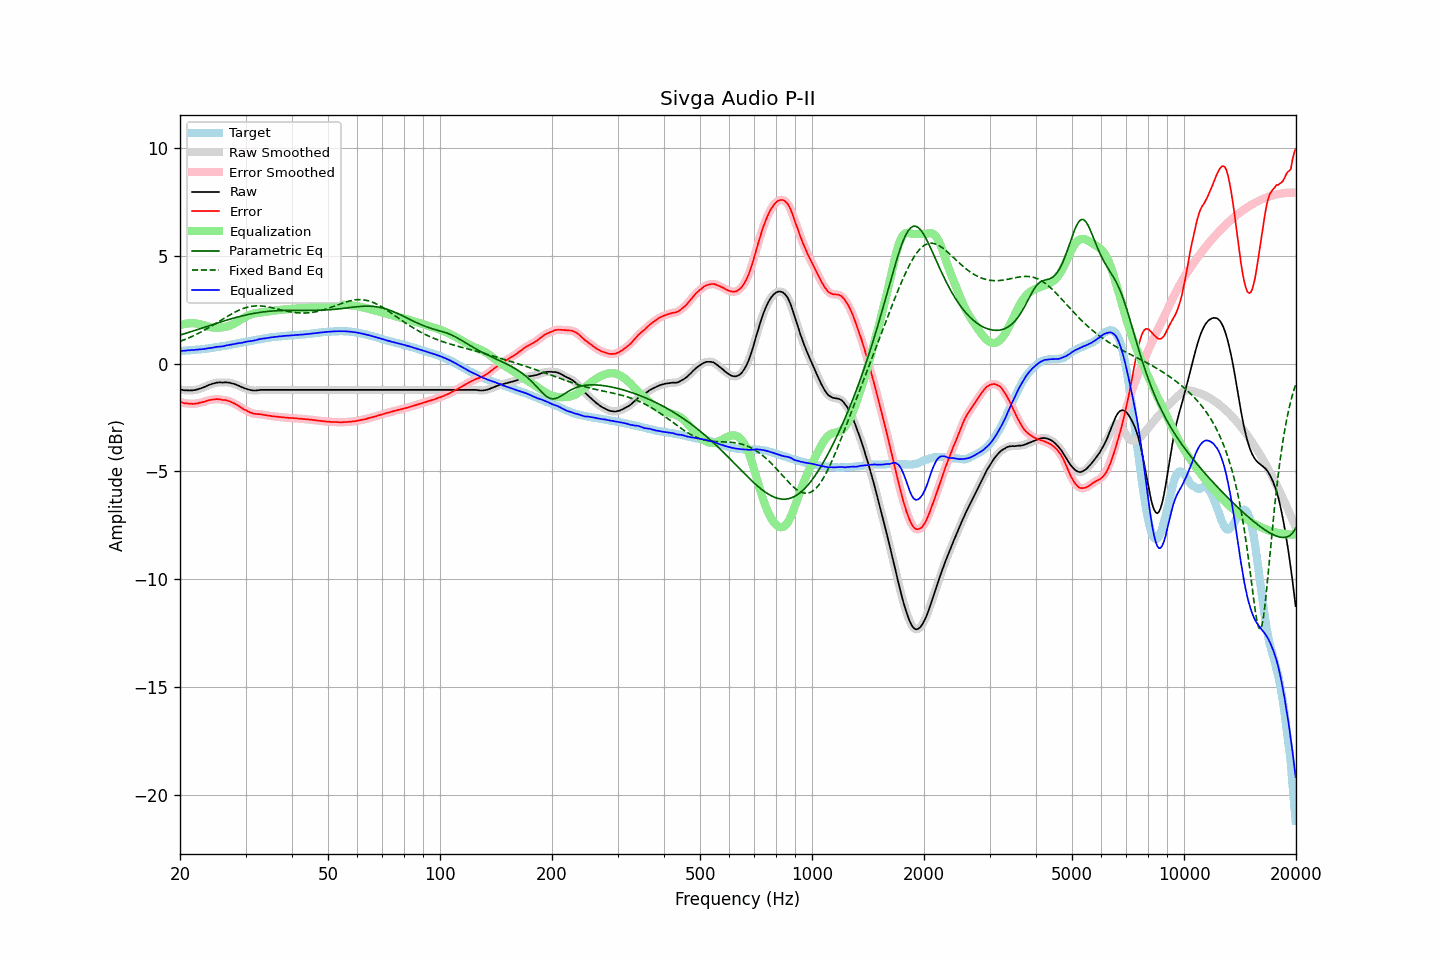 Sivga Audio P-II
Target
Raw Smoothed
Error Smoothed
Raw
Error
Equalization
Parametric Eq
Fixed Band Eq
Equalized
10
5
0
−5
−10
−15
−20
Amplitude (dBr)
20 50 100 200 500 1000 2000 5000 10000 20000
Frequency (Hz)